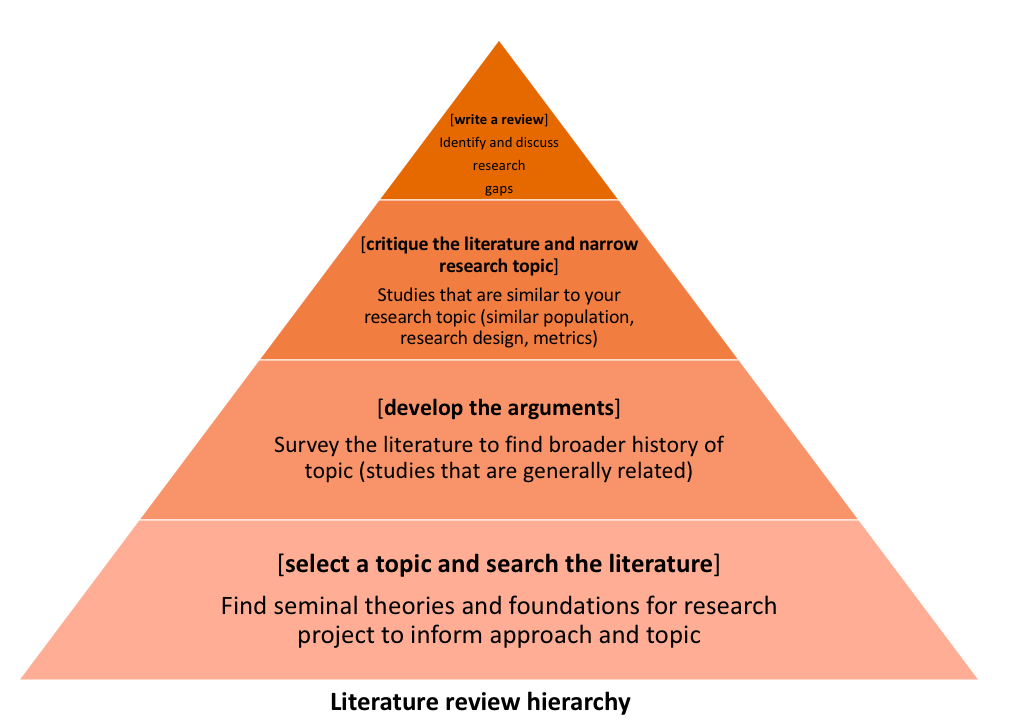 [write a review]
Identify and discuss
research
gaps
[critique the literature and narrow
research topic]
Studies that are similar to your
research topic (similar population,
research design, metrics)
[develop the arguments]
Survey the literature to find broader history of
topic (studies that are generally related)
[select a topic and search the literature]
Find seminal theories and foundations for research
project to inform approach and topic
Literature review hierarchy